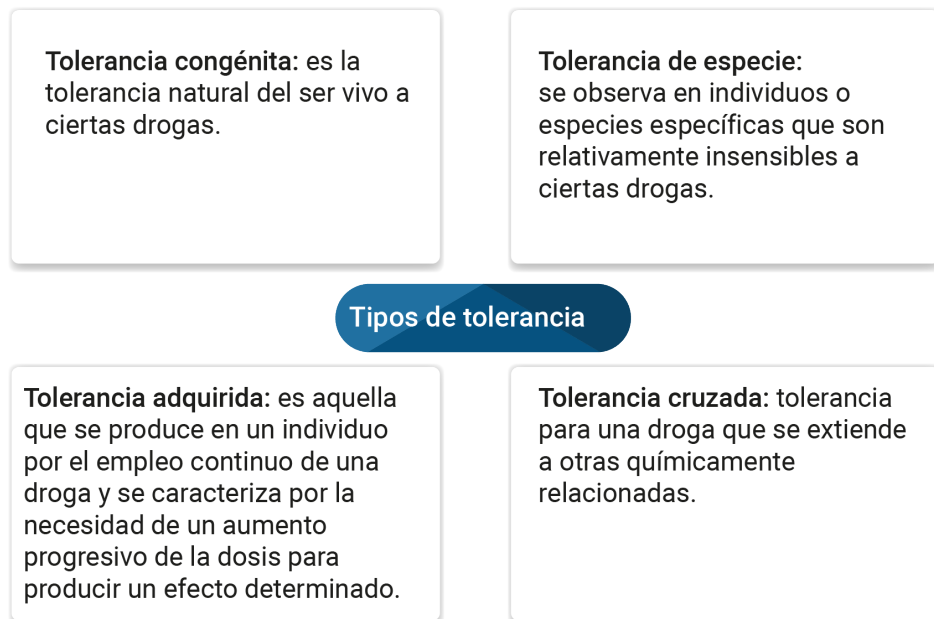 Tolerancia congénita: es la
tolerancia natural del ser vivo a
ciertas drogas.
Tolerancia de especie:
se observa en individuos o
especies específicas que son
relativamente insensibles a
ciertas drogas.
Tipos de tolerancia
Tolerancia adquirida: es aquella
que se produce en un individuo
por el empleo continuo de una
droga y se caracteriza por la
necesidad de un aumento
progresivo de la dosis para
producir un efecto determinado.
Tolerancia cruzada: tolerancia
para una droga que se extiende
a otras químicamente
relacionadas.